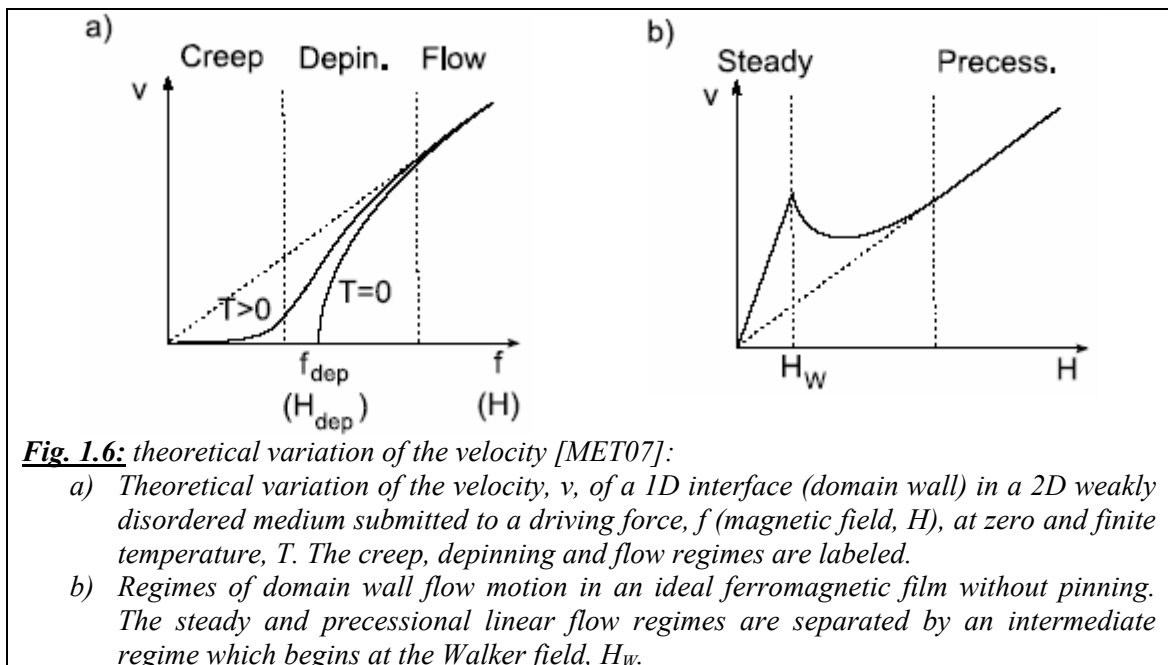 a)
Creep Depin. Flow
v
T>0
T=0
f_dep
f
(H_dep)
(H)
b)
Steady Precess.
v
H_W
H
Fig. 1.6: theoretical variation of the velocity [MET07]:
a) Theoretical variation of the velocity, v, of a 1D interface (domain wall) in a 2D weakly
disordered medium submitted to a driving force, f (magnetic field, H), at zero and finite
temperature, T. The creep, depinning and flow regimes are labeled.
b) Regimes of domain wall flow motion in an ideal ferromagnetic film without pinning.
The steady and precessional linear flow regimes are separated by an intermediate
regime which begins at the Walker field, H_W.